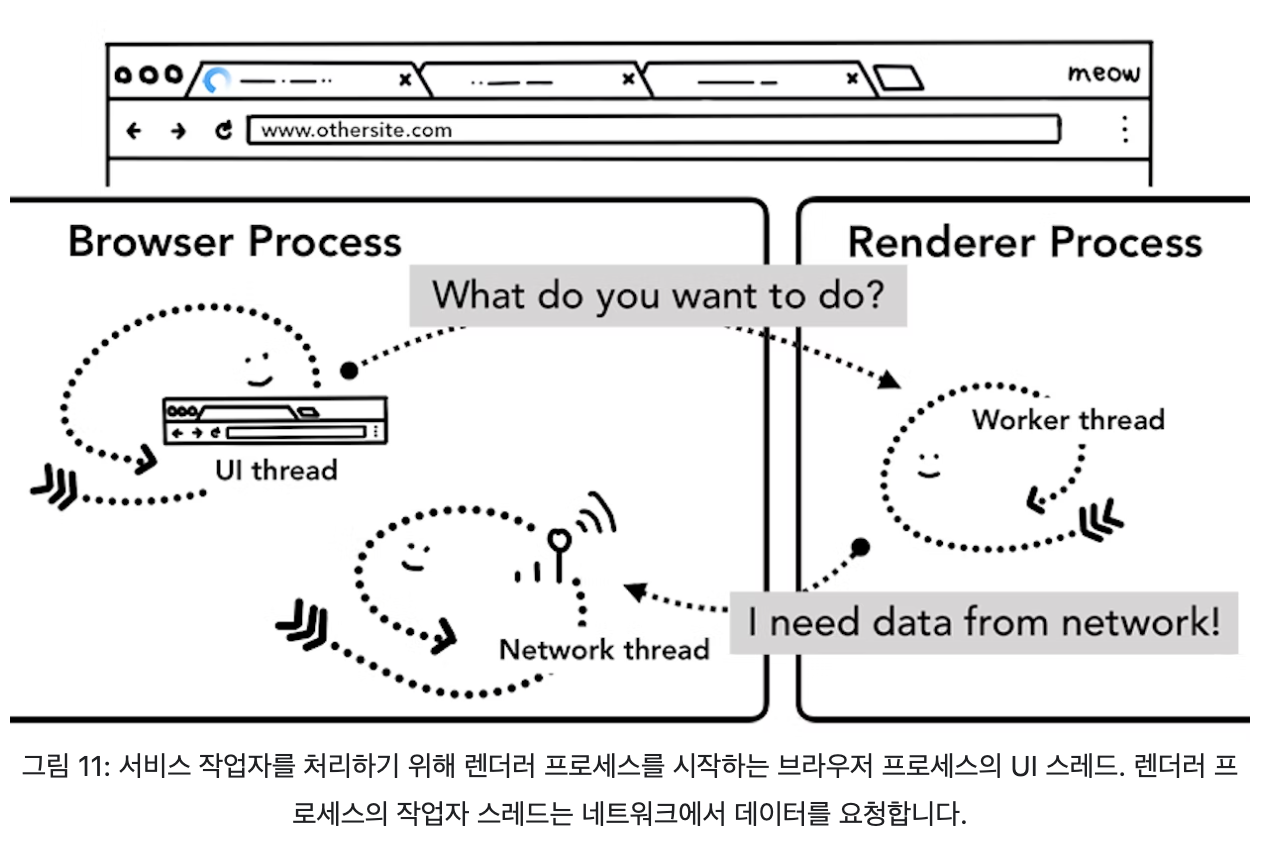 meow
www.othersite.com
Browser Process
Renderer Process
What do you want to do?
Worker thread
UI thread
I need data from network!
Network thread
그림 11: 서비스 작업자를 처리하기 위해 렌더러 프로세스를 시작하는 브라우저 프로세스의 UI 스레드. 렌더러 프
로세스의 작업자 스레드는 네트워크에서 데이터를 요청합니다.